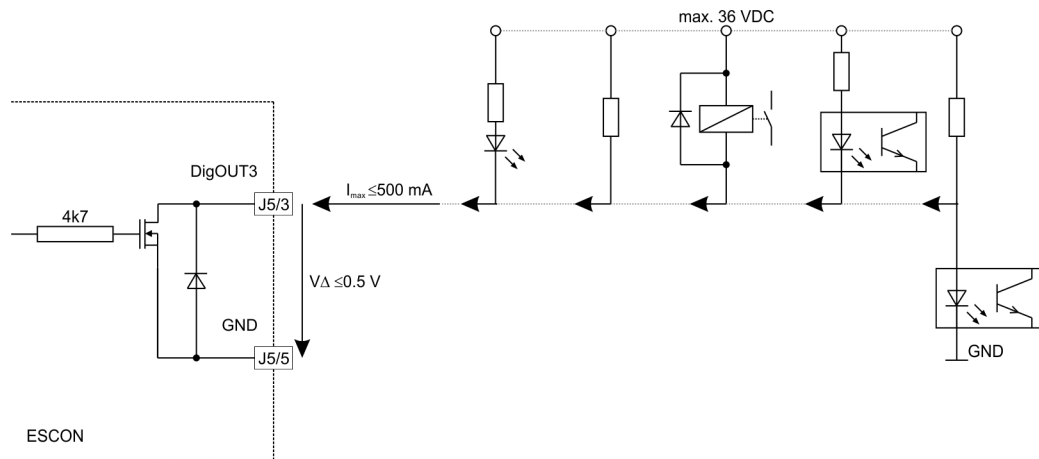 max. 36 VDC
DigOUT3
J5/3
Imax ≤500 mA
4k7
VΔ ≤0.5 V
GND
J5/5
GND
ESCON